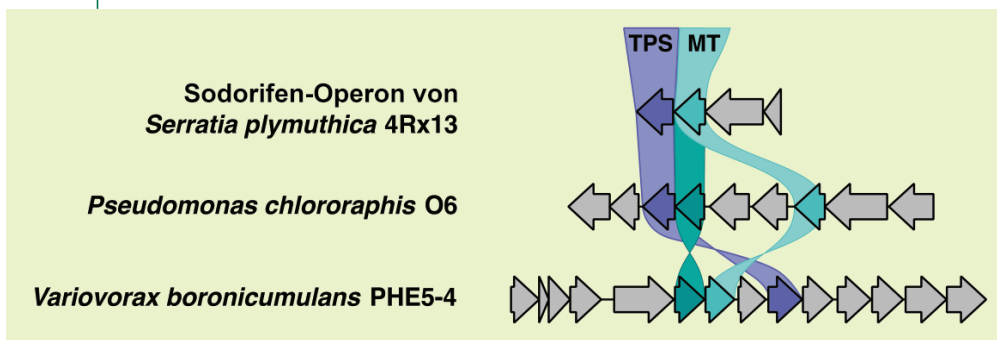 TPS MT
Sodorifen-Operon von
Serratia plymuthica 4Rx13
Pseudomonas chlororaphis O6
Variovorax boronicumulans PHE5-4